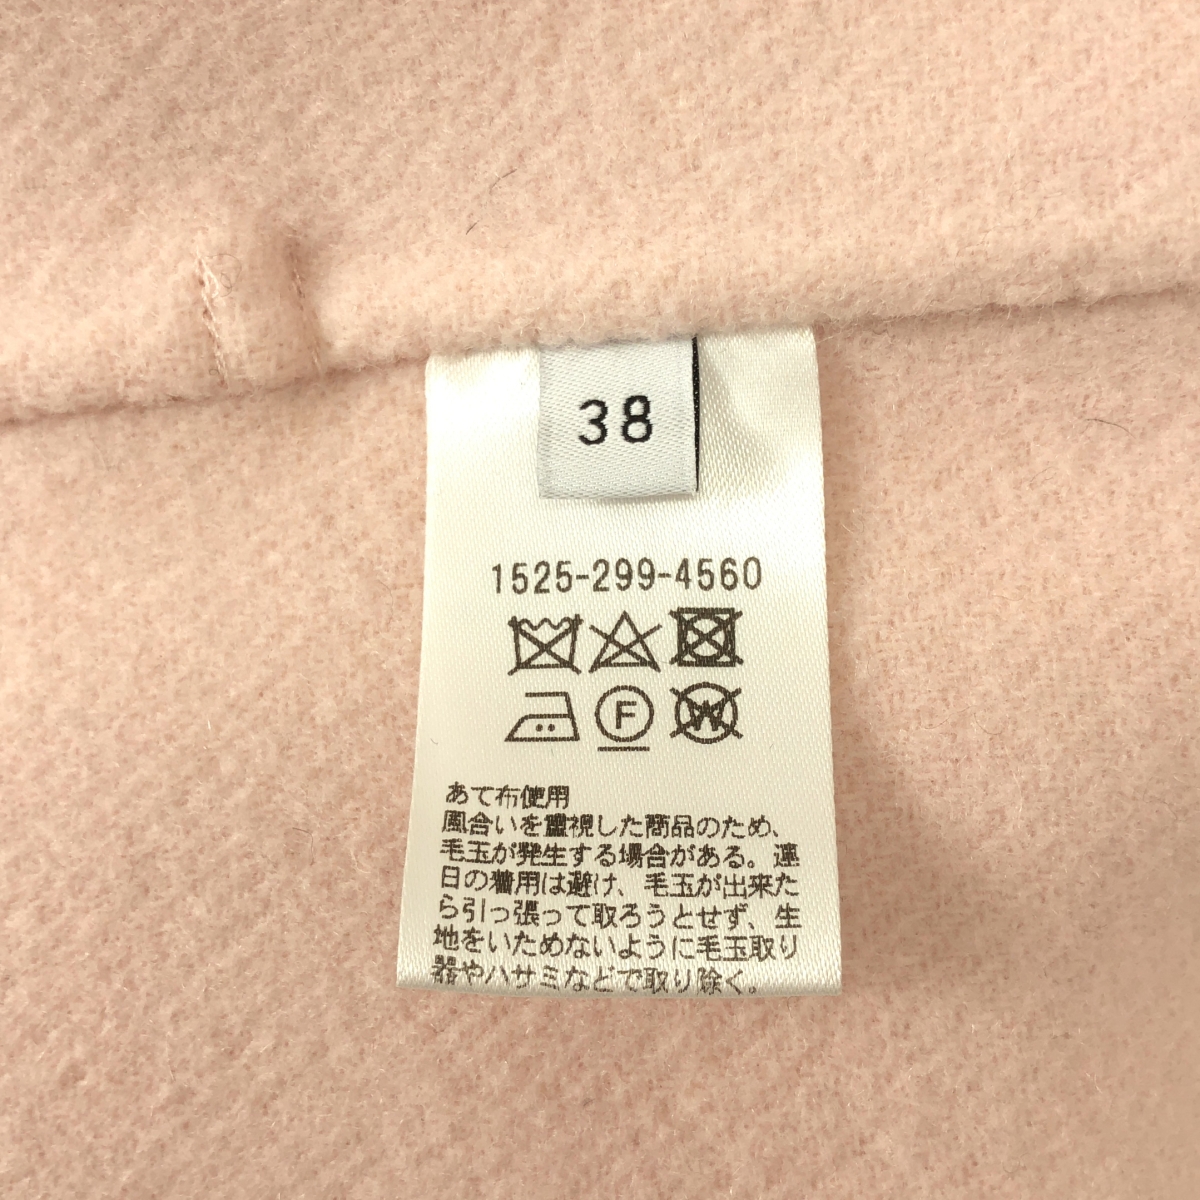 38
1525-299-4560
F
W
あて布使用
風合いを重視した商品のため、
毛玉が発生する場合がある。連
日の着用は避け、毛玉が出来た
ら引っ張って取ろうとせず、生
地をいためないように毛玉取り
器やハサミなどで取り除く。